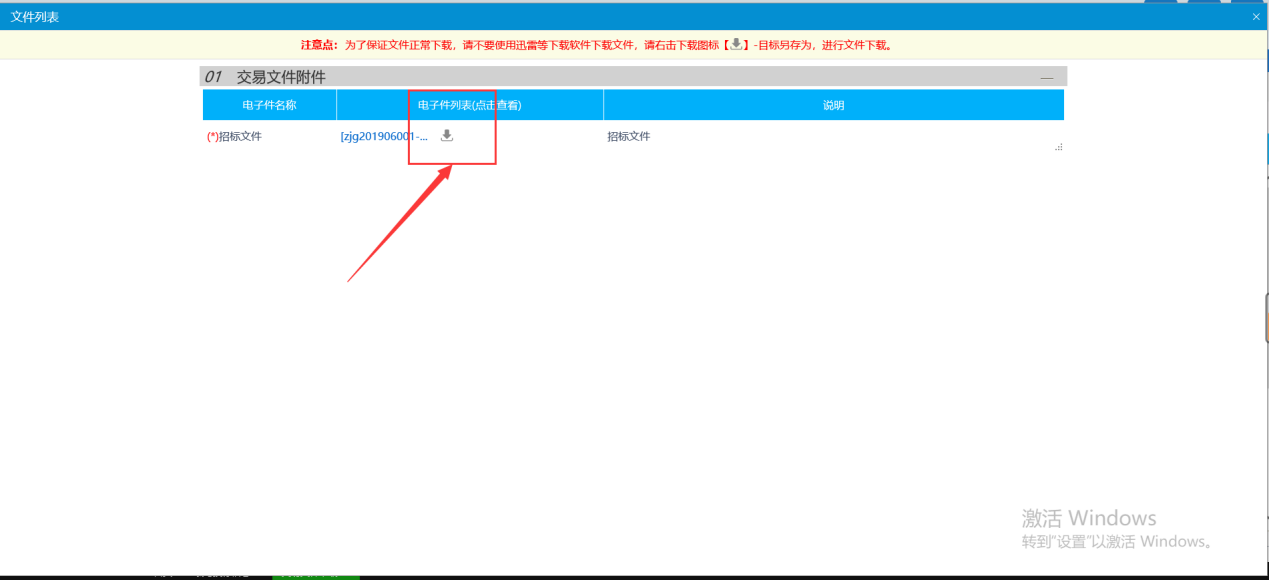 文件列表
注意点：为了保证文件正常下载，请不要使用迅雷等下载软件下载文件，请右击下载图标【】-目标另存为，进行文件下载。
01 交易文件附件
电子件名称 电子件列表(点击查看) 说明
(*)招标文件 [zjg201906001-... 招标文件
激活 Windows
转到"设置"以激活 Windows。